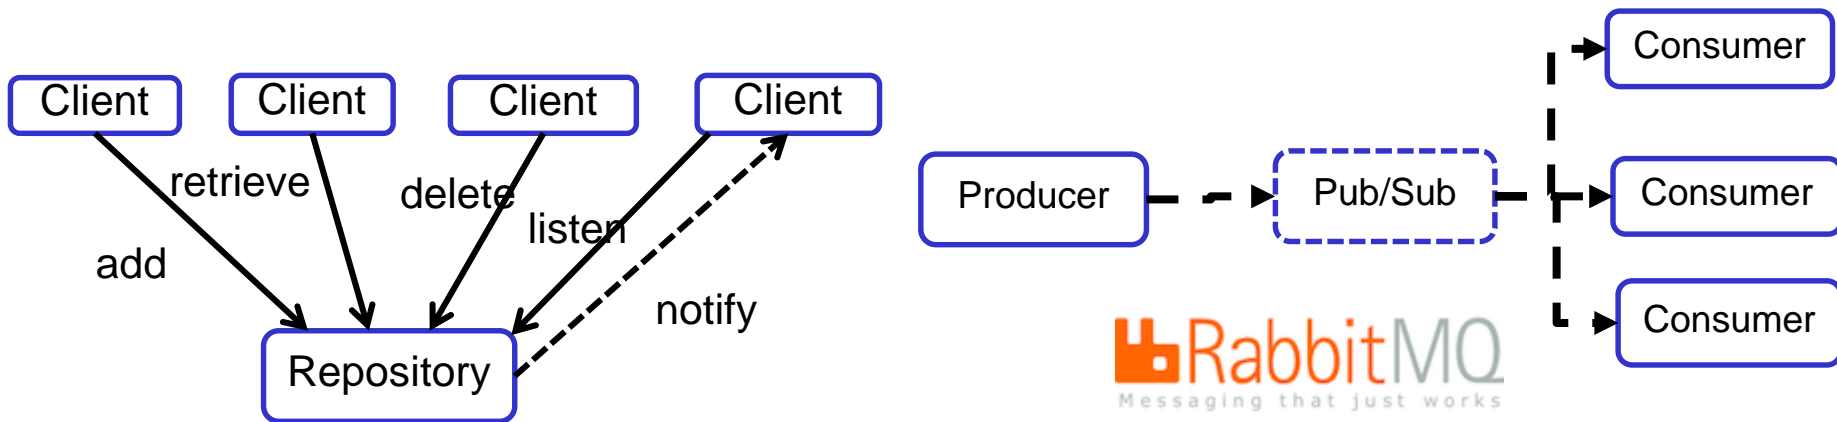 Client
Client
Client
Client
retrieve
delete
listen
add
notify
Repository
Producer
Pub/Sub
Consumer
Consumer
Consumer
RabbitMQ
Messaging that just works